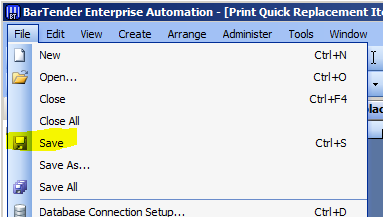 BarTender Enterprise Automation - [Print Quick Replacement Ite
File Edit View Create Arrange Administer Tools Window
New Ctrl+N
Open... Ctrl+O
Close Ctrl+F4
Close All
Save Ctrl+S
Save As...
Save All
Database Connection Setup... Ctrl+D